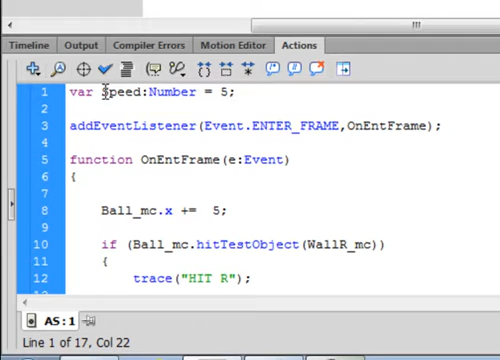 Timeline Output Compiler Errors Motion Editor Actions
1 var Speed:Number = 5;
2
3 addEventListener(Event.ENTER_FRAME,OnEntFrame);
4
5 function OnEntFrame(e:Event)
6 {
7
8 Ball_mc.x += 5;
9
10 if (Ball_mc.hitTestObject(WallR_mc))
11 {
12 trace("HIT R");
AS:1
Line 1 of 17, Col 22